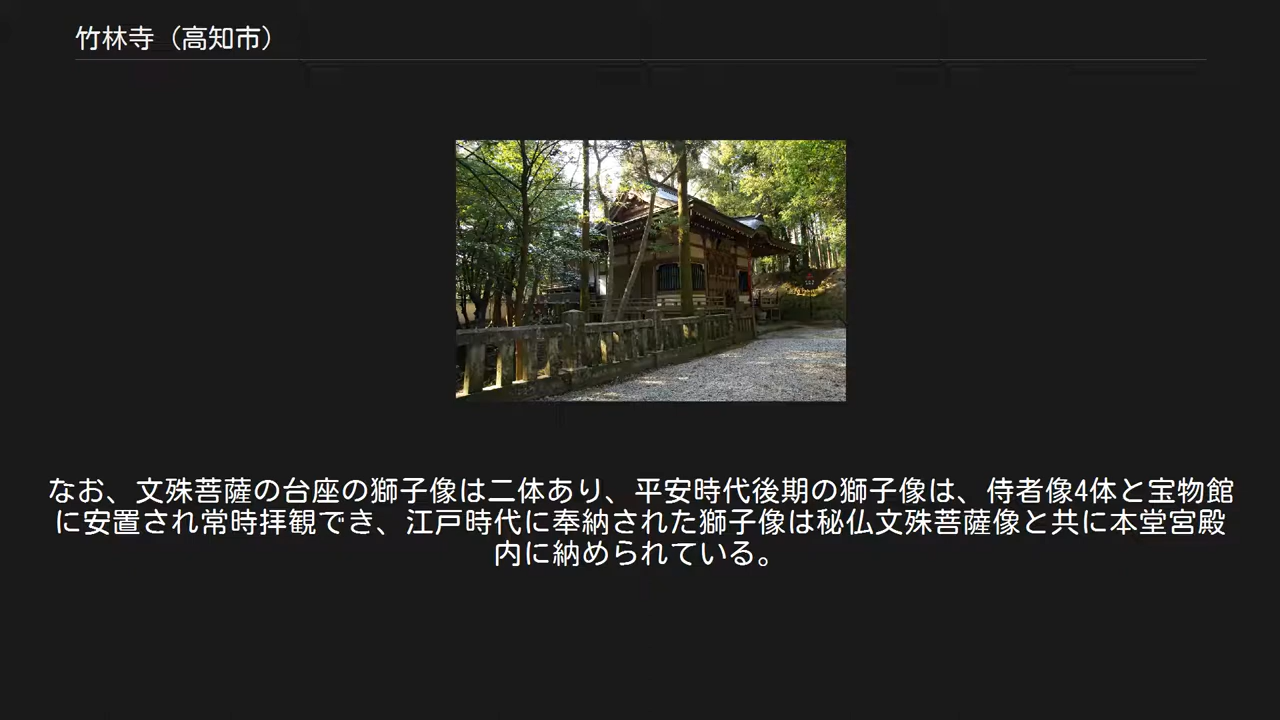 竹林寺（高知市）
なお、文殊菩薩の台座の獅子像は二体あり、平安時代後期の獅子像は、侍者像4体と宝物館
に安置され常時拝観でき、江戸時代に奉納された獅子像は秘仏文殊菩薩像と共に本堂宮殿
内に納められている。